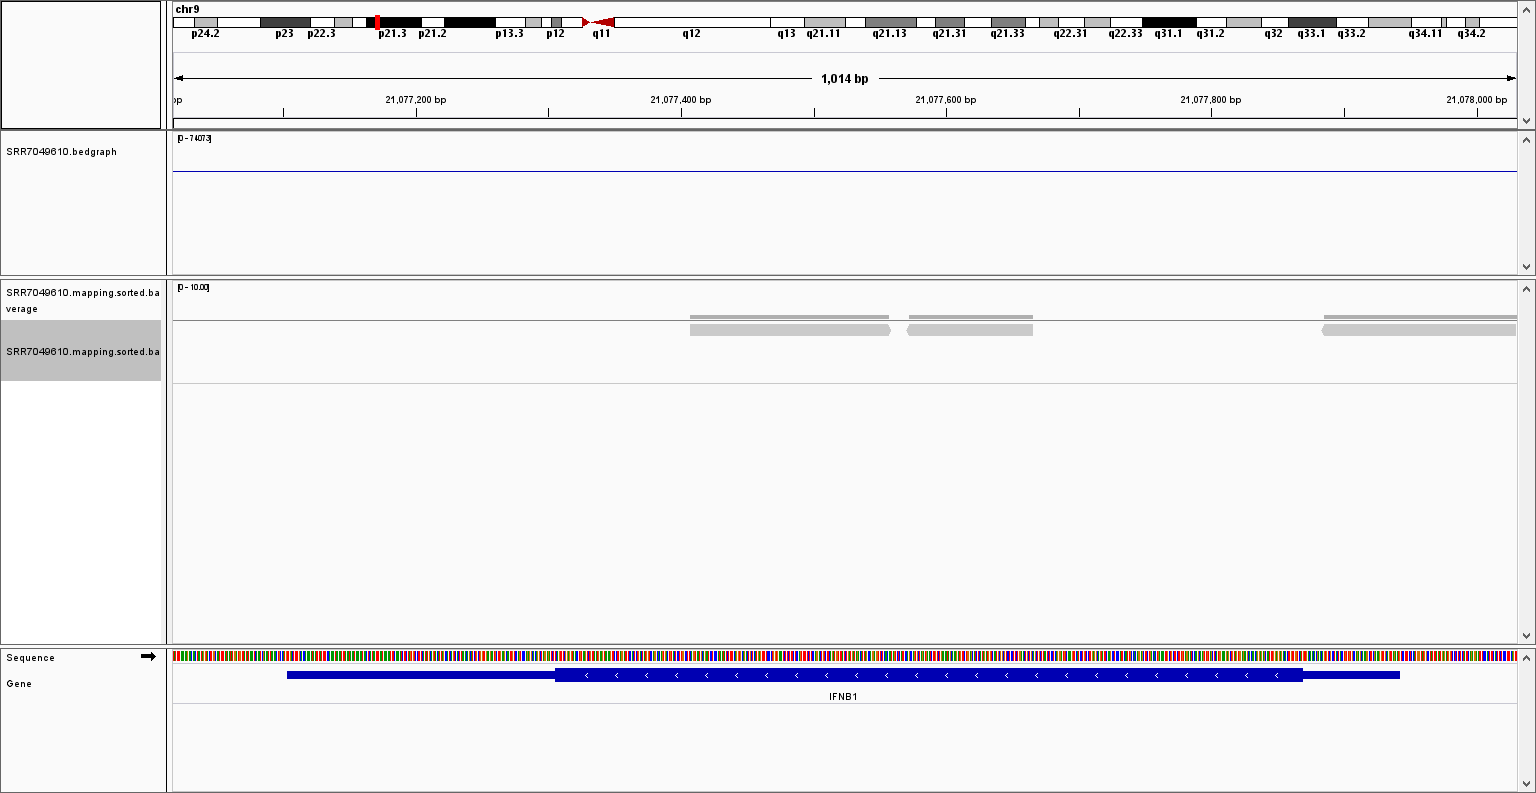 chr9
p24.2 p23 p22.3 p21.3 p21.2 p13.3 p12 q11 q12 q13 q21.11 q21.13 q21.31 q21.33 q22.31 q22.33 q31.1 q31.2 q32 q33.1 q33.2 q34.11 q34.2
1,014 bp
bp 21,077,200 bp 21,077,400 bp 21,077,600 bp 21,077,800 bp 21,078,000 bp
[0 - 74073]
SRR7049610.bedgraph
[0 - 10.00]
SRR7049610.mapping.sorted.ba
verage
SRR7049610.mapping.sorted.ba
Sequence
Gene
IFNB1